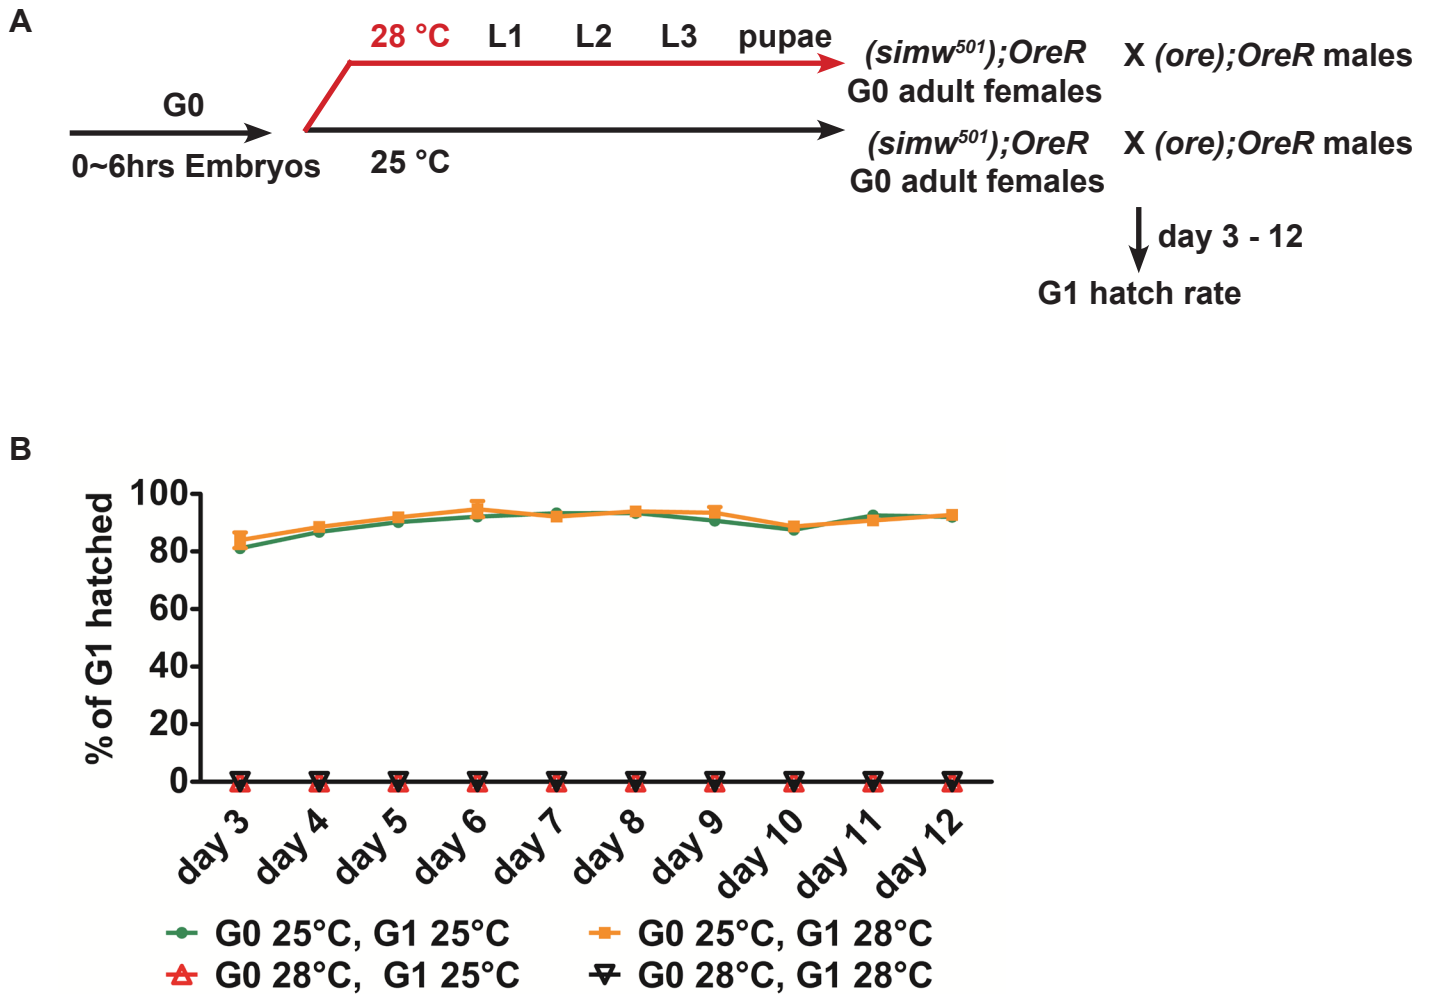 A
28 °C L1 L2 L3 pupae
(simw501);OreR X (ore);OreR males
G0 adult females
G0
0~6hrs Embryos
25 °C
(simw501);OreR X (ore);OreR males
G0 adult females
day 3 - 12
G1 hatch rate
B
% of G1 hatched
100
80
60
40
20
0
day 3 day 4 day 5 day 6 day 7 day 8 day 9 day 10 day 11 day 12
G0 25°C, G1 25°C G0 25°C, G1 28°C
G0 28°C, G1 25°C G0 28°C, G1 28°C